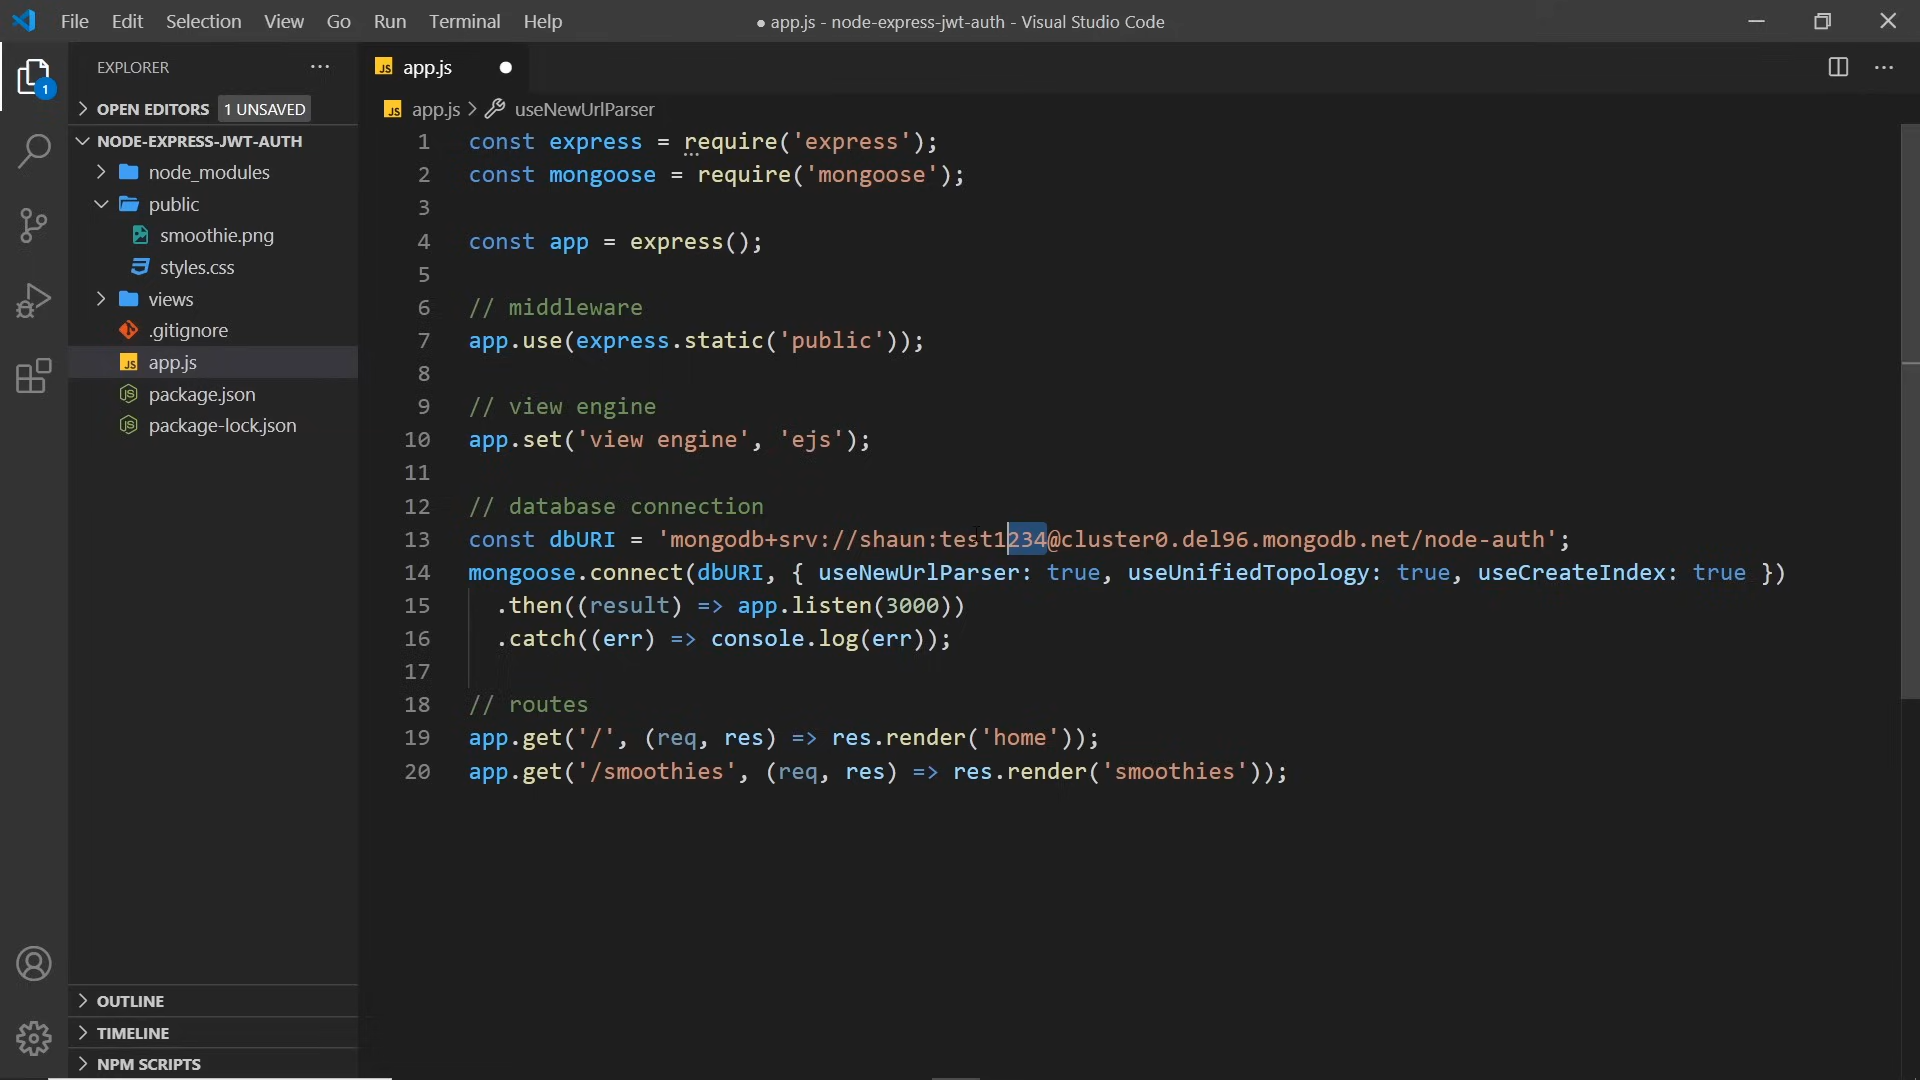 File Edit Selection View Go Run Terminal Help
● app.js - node-express-jwt-auth - Visual Studio Code
1
EXPLORER
OPEN EDITORS 1 UNSAVED
NODE-EXPRESS-JWT-AUTH
node_modules
public
smoothie.png
styles.css
views
.gitignore
JS app.js
package.json
package-lock.json
OUTLINE
TIMELINE
NPM SCRIPTS
JS app.js
JS app.js > useNewUrlParser
1 const express = require('express');
2 const mongoose = require('mongoose');
3
4 const app = express();
5
6 // middleware
7 app.use(express.static('public'));
8
9 // view engine
10 app.set('view engine', 'ejs');
11
12 // database connection
13 const dbURI = 'mongodb+srv://shaun:test1234@cluster0.del96.mongodb.net/node-auth';
14 mongoose.connect(dbURI, { useNewUrlParser: true, useUnifiedTopology: true, useCreateIndex: true })
15 .then((result) => app.listen(3000))
16 .catch((err) => console.log(err));
17
18 // routes
19 app.get('/', (req, res) => res.render('home'));
20 app.get('/smoothies', (req, res) => res.render('smoothies'));